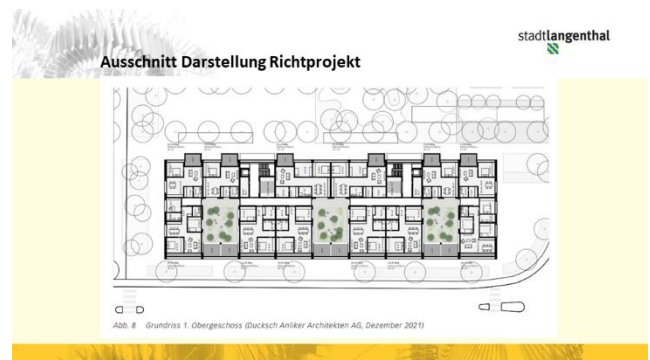 stadtlangenthal
Ausschnitt Darstellung Richtprojekt
Abb. 8 Grundriss 1. Obergeschoss (Ducksch Anliker Architekten AG, Dezember 2021)